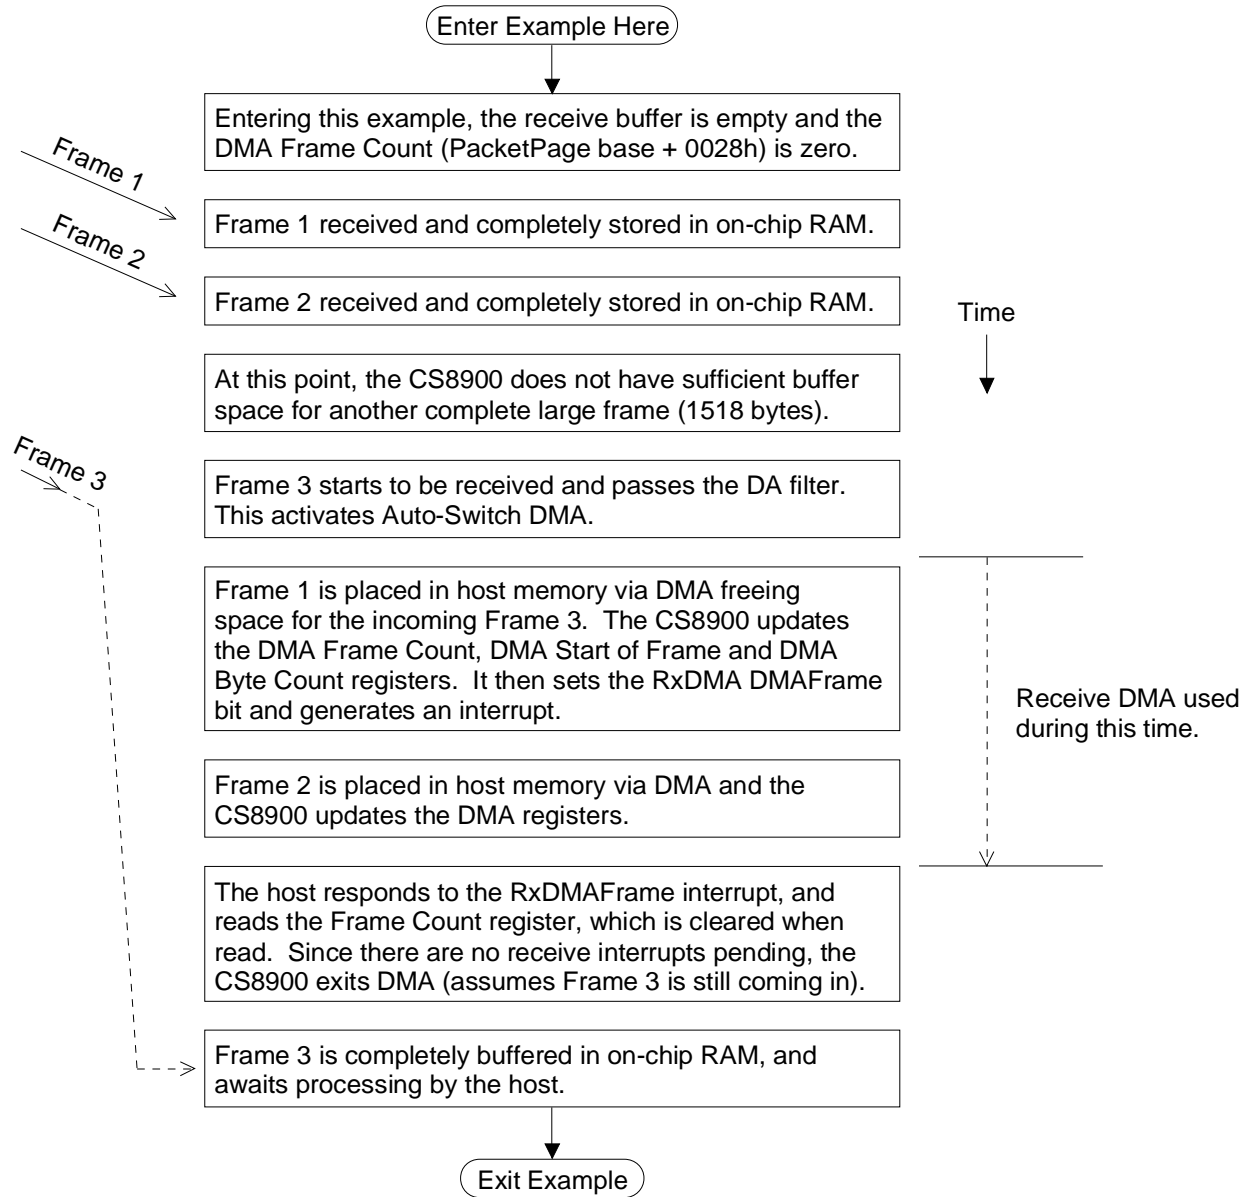 Enter Example Here
Entering this example, the receive buffer is empty and the
DMA Frame Count (PacketPage base + 0028h) is zero.
Frame 1
Frame 1 received and completely stored in on-chip RAM.
Frame 2
Frame 2 received and completely stored in on-chip RAM.
Time
At this point, the CS8900 does not have sufficient buffer
space for another complete large frame (1518 bytes).
Frame 3
Frame 3 starts to be received and passes the DA filter.
This activates Auto-Switch DMA.
Frame 1 is placed in host memory via DMA freeing
space for the incoming Frame 3.  The CS8900 updates
the DMA Frame Count, DMA Start of Frame and DMA
Byte Count registers.  It then sets the RxDMA DMAFrame
bit and generates an interrupt.
Receive DMA used
during this time.
Frame 2 is placed in host memory via DMA and the
CS8900 updates the DMA registers.
The host responds to the RxDMAFrame interrupt, and
reads the Frame Count register, which is cleared when
read.  Since there are no receive interrupts pending, the
CS8900 exits DMA (assumes Frame 3 is still coming in).
Frame 3 is completely buffered in on-chip RAM, and
awaits processing by the host.
Exit Example